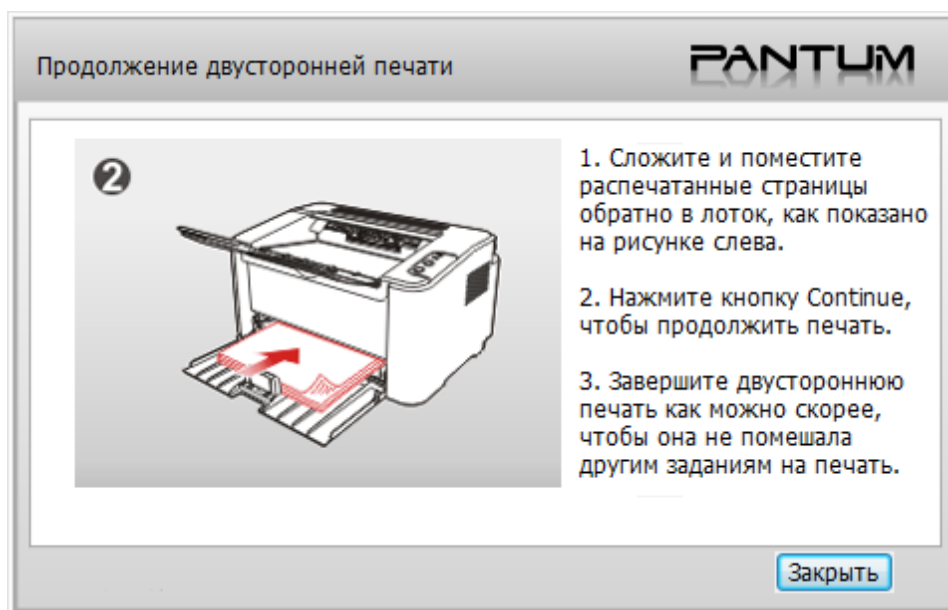 Продолжение двусторонней печати
PANTUM
2
1. Сложите и поместите
распечатанные страницы
обратно в лоток, как показано
на рисунке слева.
2. Нажмите кнопку Continue,
чтобы продолжить печать.
3. Завершите двустороннюю
печать как можно скорее,
чтобы она не помешала
другим заданиям на печать.
Закрыть